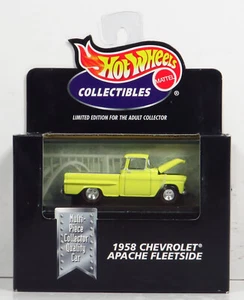 Hot Wheels
MATTEL
COLLECTIBLES
LIMITED EDITION FOR THE ADULT COLLECTOR
Multi-
Piece
Collector
Quality
Car
1958 CHEVROLET®
APACHE FLEETSIDE